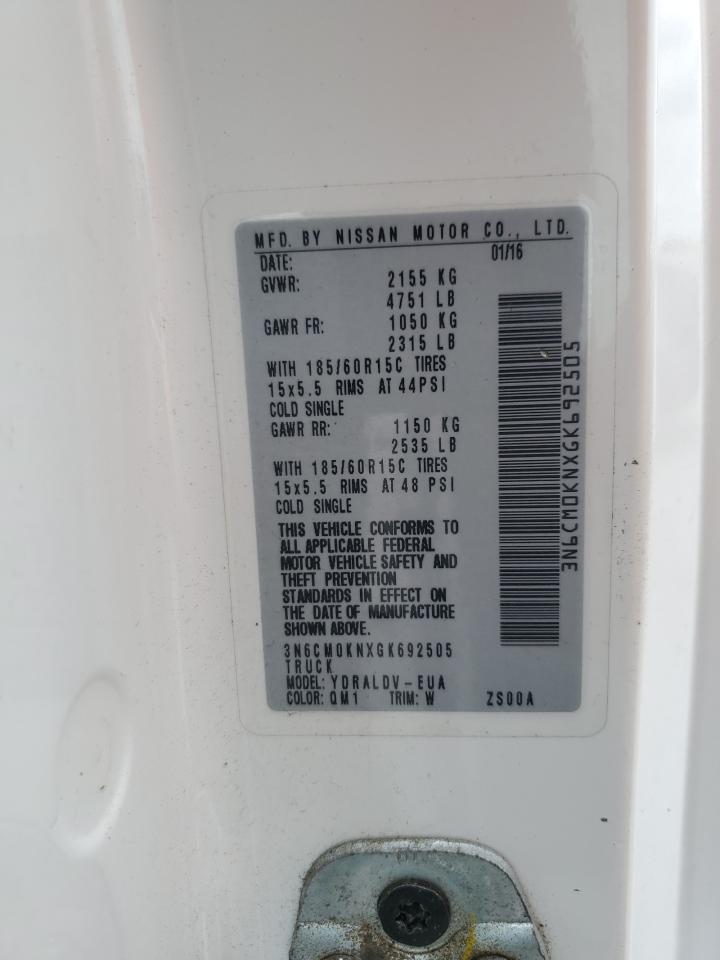 MFD. BY NISSAN MOTOR CO., LTD.
DATE: 01/16
GVWR: 2155 KG
4751 LB
GAWR FR: 1050 KG
2315 LB
WITH 185/60R15C TIRES
15x5.5 RIMS AT 44PSI
COLD SINGLE
GAWR RR: 1150 KG
2535 LB
WITH 185/60R15C TIRES
15x5.5 RIMS AT 48 PSI
COLD SINGLE
THIS VEHICLE CONFORMS TO
ALL APPLICABLE FEDERAL
MOTOR VEHICLE SAFETY AND
THEFT PREVENTION
STANDARDS IN EFFECT ON
THE DATE OF MANUFACTURE
SHOWN ABOVE.
3N6CM0KNXGK692505
TRUCK
MODEL: YDRALDV-EUA
COLOR: QM1 TRIM: W ZS00A
3N6CM0KNXGK692505